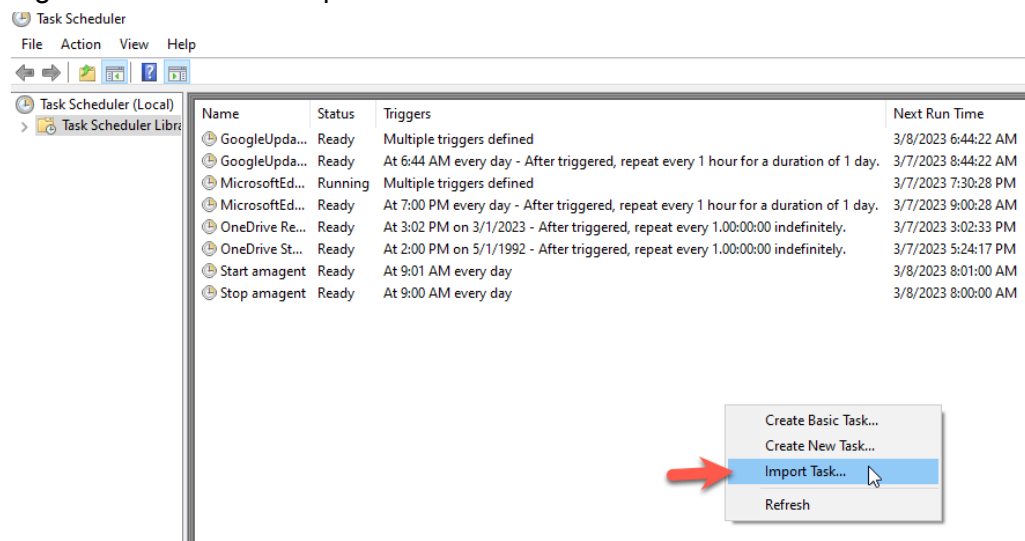 Task Scheduler
File Action View Help
Task Scheduler (Local)
Task Scheduler Libra
Name Status Triggers Next Run Time
GoogleUpda... Ready Multiple triggers defined 3/8/2023 6:44:22 AM
GoogleUpda... Ready At 6:44 AM every day - After triggered, repeat every 1 hour for a duration of 1 day. 3/7/2023 8:44:22 AM
MicrosoftEd... Running Multiple triggers defined 3/7/2023 7:30:28 PM
MicrosoftEd... Ready At 7:00 PM every day - After triggered, repeat every 1 hour for a duration of 1 day. 3/7/2023 9:00:28 AM
OneDrive Re... Ready At 3:02 PM on 3/1/2023 - After triggered, repeat every 1.00:00:00 indefinitely. 3/7/2023 3:02:33 PM
OneDrive St... Ready At 2:00 PM on 5/1/1992 - After triggered, repeat every 1.00:00:00 indefinitely. 3/7/2023 5:24:17 PM
Start amagent Ready At 9:01 AM every day 3/8/2023 8:01:00 AM
Stop amagent Ready At 9:00 AM every day 3/8/2023 8:00:00 AM
Create Basic Task...
Create New Task...
Import Task...
Refresh